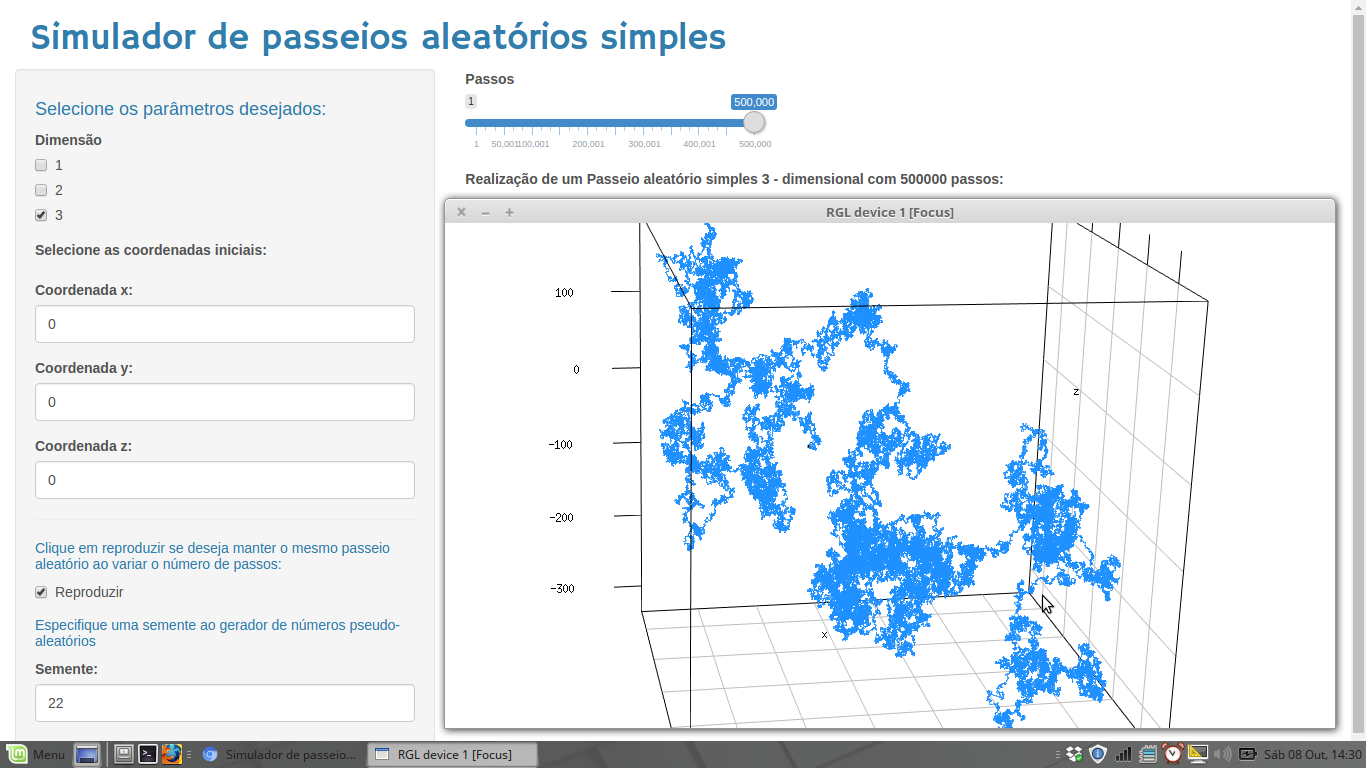 Simulador de passeios aleatórios simples
Selecione os parâmetros desejados:
Dimensão
1
2
3
Selecione as coordenadas iniciais:
Coordenada x:
0
Coordenada y:
0
Coordenada z:
0
Clique em reproduzir se deseja manter o mesmo passeio
aleatório ao variar o número de passos:
Reproduzir
Especifique uma semente ao gerador de números pseudo-
aleatórios
Semente:
22
Passos
1
500,000
1 50,001 100,001 200,001 300,001 400,001 500,000
Realização de um Passeio aleatório simples 3 - dimensional com 500000 passos:
RGL device 1 [Focus]
100
0
-100
-200
-300
x
z
Menu
Simulador de passeio...
RGL device 1 [Focus]
Sáb 08 Out, 14:30